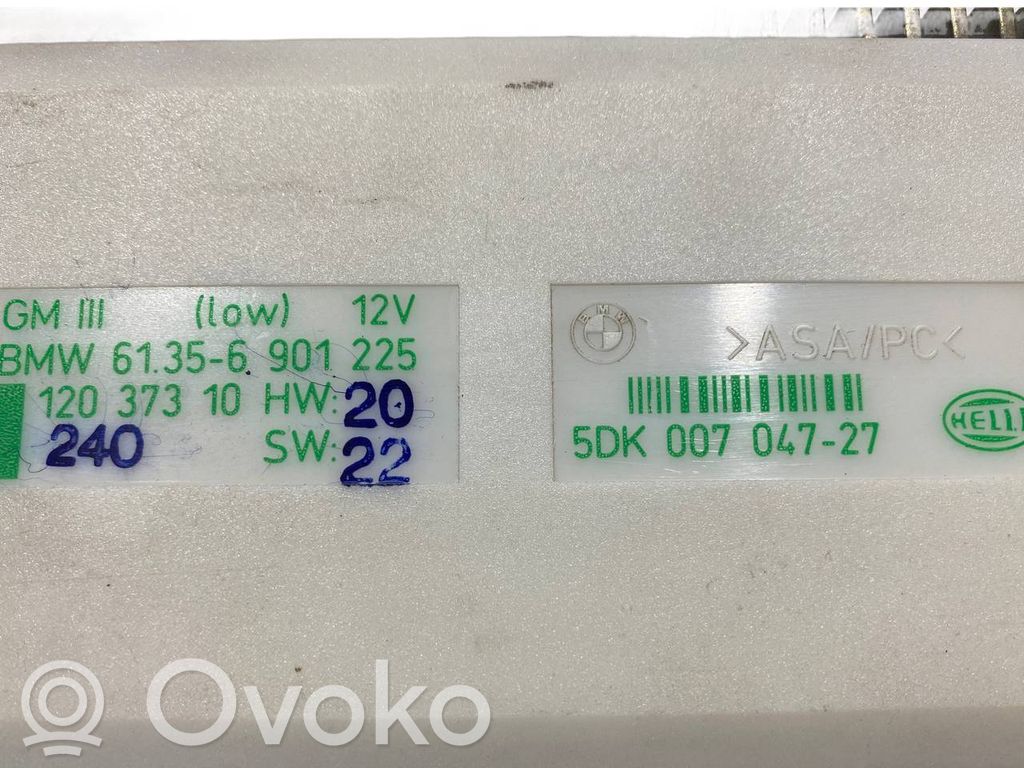 GM III (low) 12V
BMW 61.35-6 901 225
120 373 10 HW: 20
240 SW: 22
BMW
>ASA/PC<
5DK 007 047-27
Ovoko